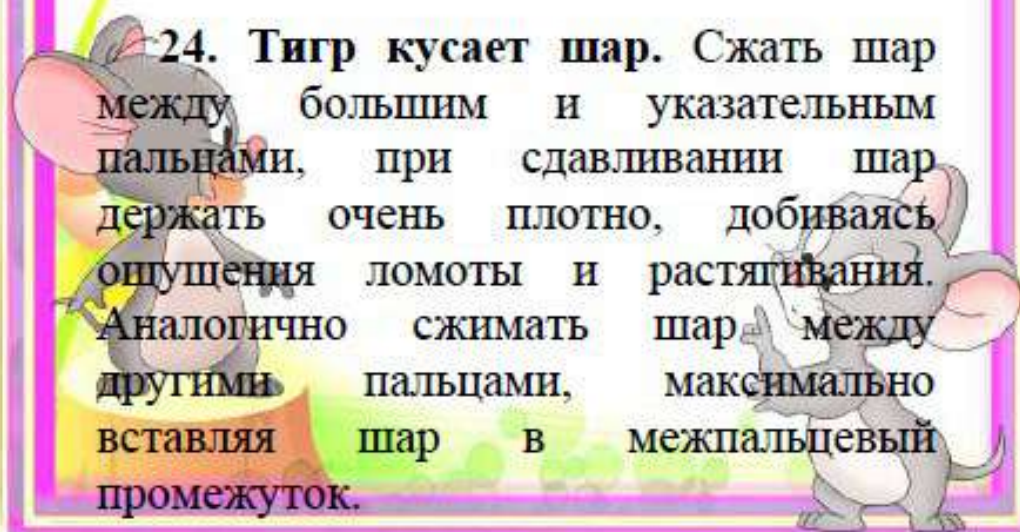 24. Тигр кусает шар. Сжать шар
между большим и указательным
пальцами, при сдавливании шар
держать очень плотно, добиваясь
ощущения ломоты и растягивания.
Аналогично сжимать шар между
другими пальцами, максимально
вставляя шар в межпальцевый
промежуток.